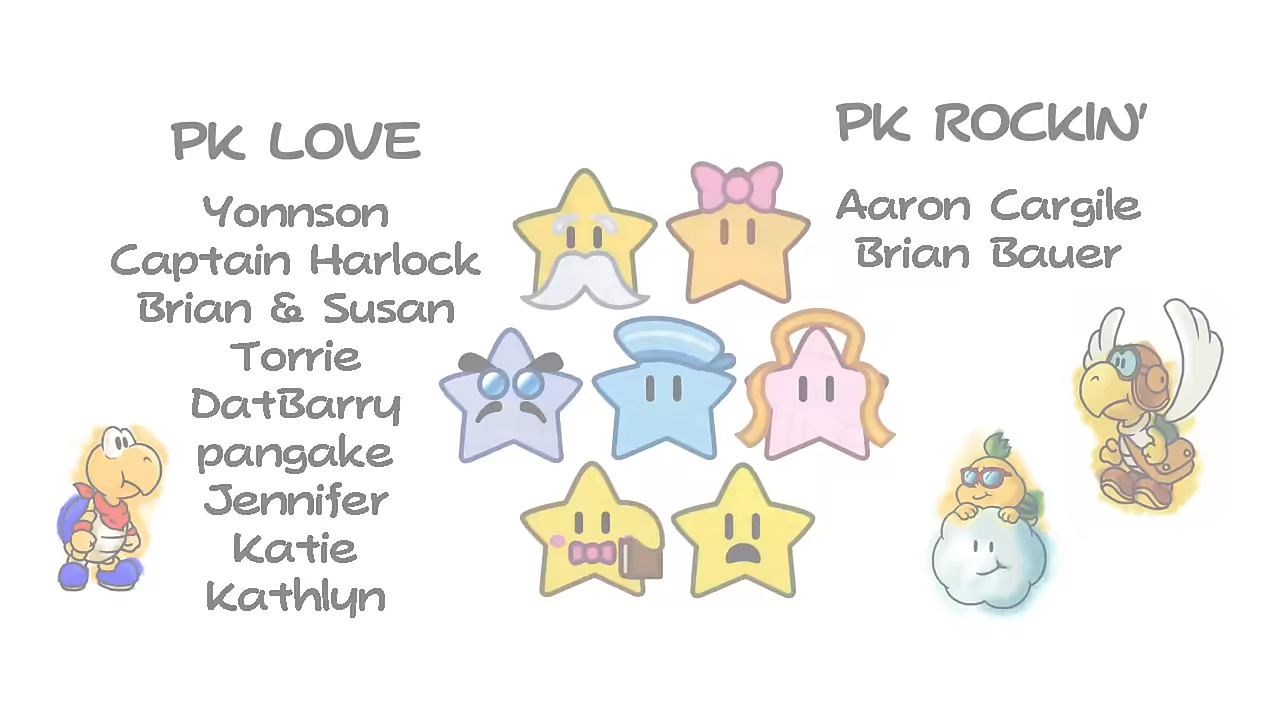 PK LOVE
Yonnson
Captain Harlock
Brian & Susan
Torrie
DatBarry
pangake
Jennifer
Katie
Kathlyn
PK ROCKIN'
Aaron Cargile
Brian Bauer